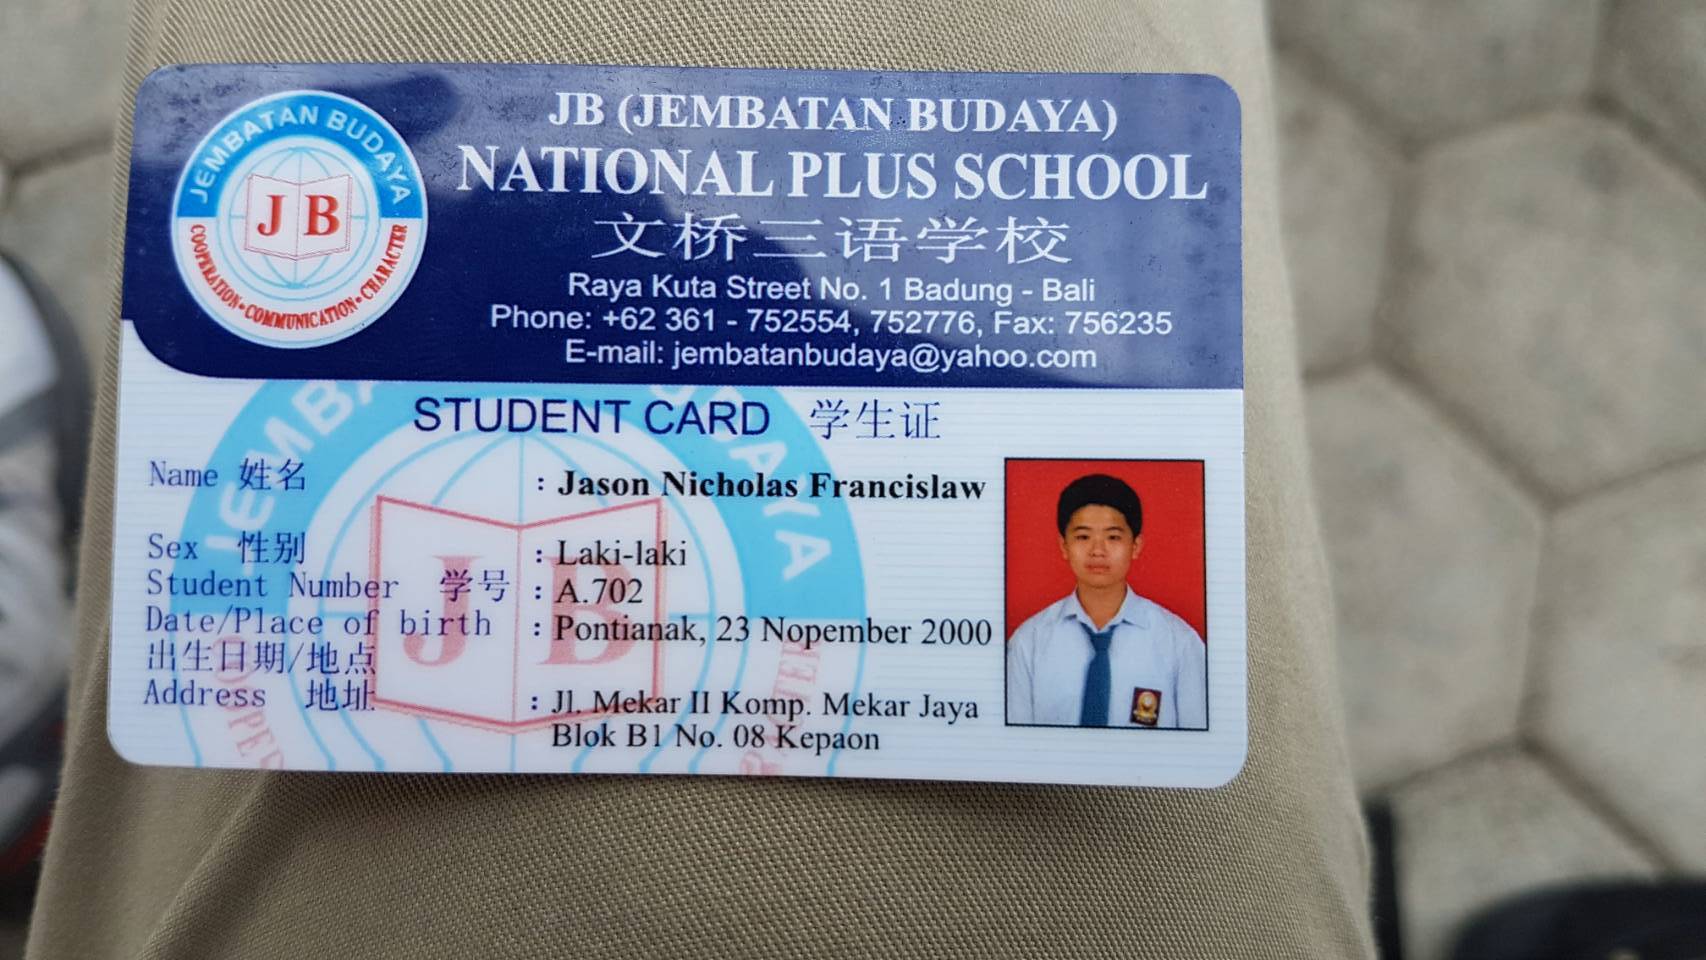 JEMBATAN BUDAYA
J B
COOPERATION • COMMUNICATION • CHARACTER
JB (JEMBATAN BUDAYA)
NATIONAL PLUS SCHOOL
文桥三语学校
Raya Kuta Street No. 1 Badung - Bali
Phone: +62 361 - 752554, 752776, Fax: 756235
E-mail: jembatanbudaya@yahoo.com
STUDENT CARD 学生证
Name 姓名 : Jason Nicholas Francislaw
Sex 性别 : Laki-laki
Student Number 学号 : A.702
Date/Place of birth : Pontianak, 23 Nopember 2000
出生日期/地点
Address 地址 : Jl. Mekar II Komp. Mekar Jaya
Blok B1 No. 08 Kepaon